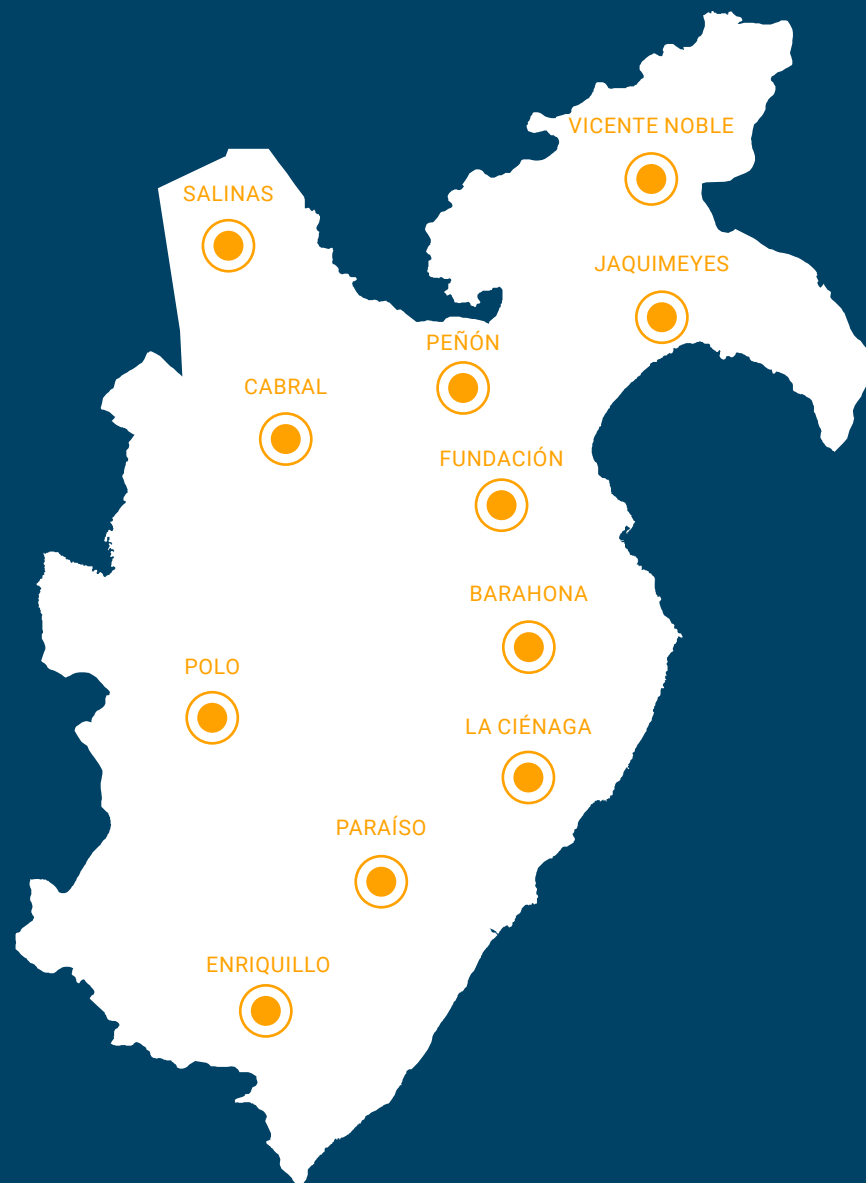 VICENTE NOBLE
SALINAS
JAQUIMEYES
PEÑÓN
CABRAL
FUNDACIÓN
BARAHONA
POLO
LA CIÉNAGA
PARAÍSO
ENRIQUILLO